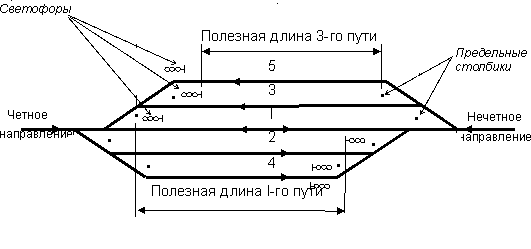 Светофоры
Полезная длина 3-го пути
Предельные
столбики
5
3
1
Четное
направление
Нечетное
направление
2
4
Полезная длина I-го пути